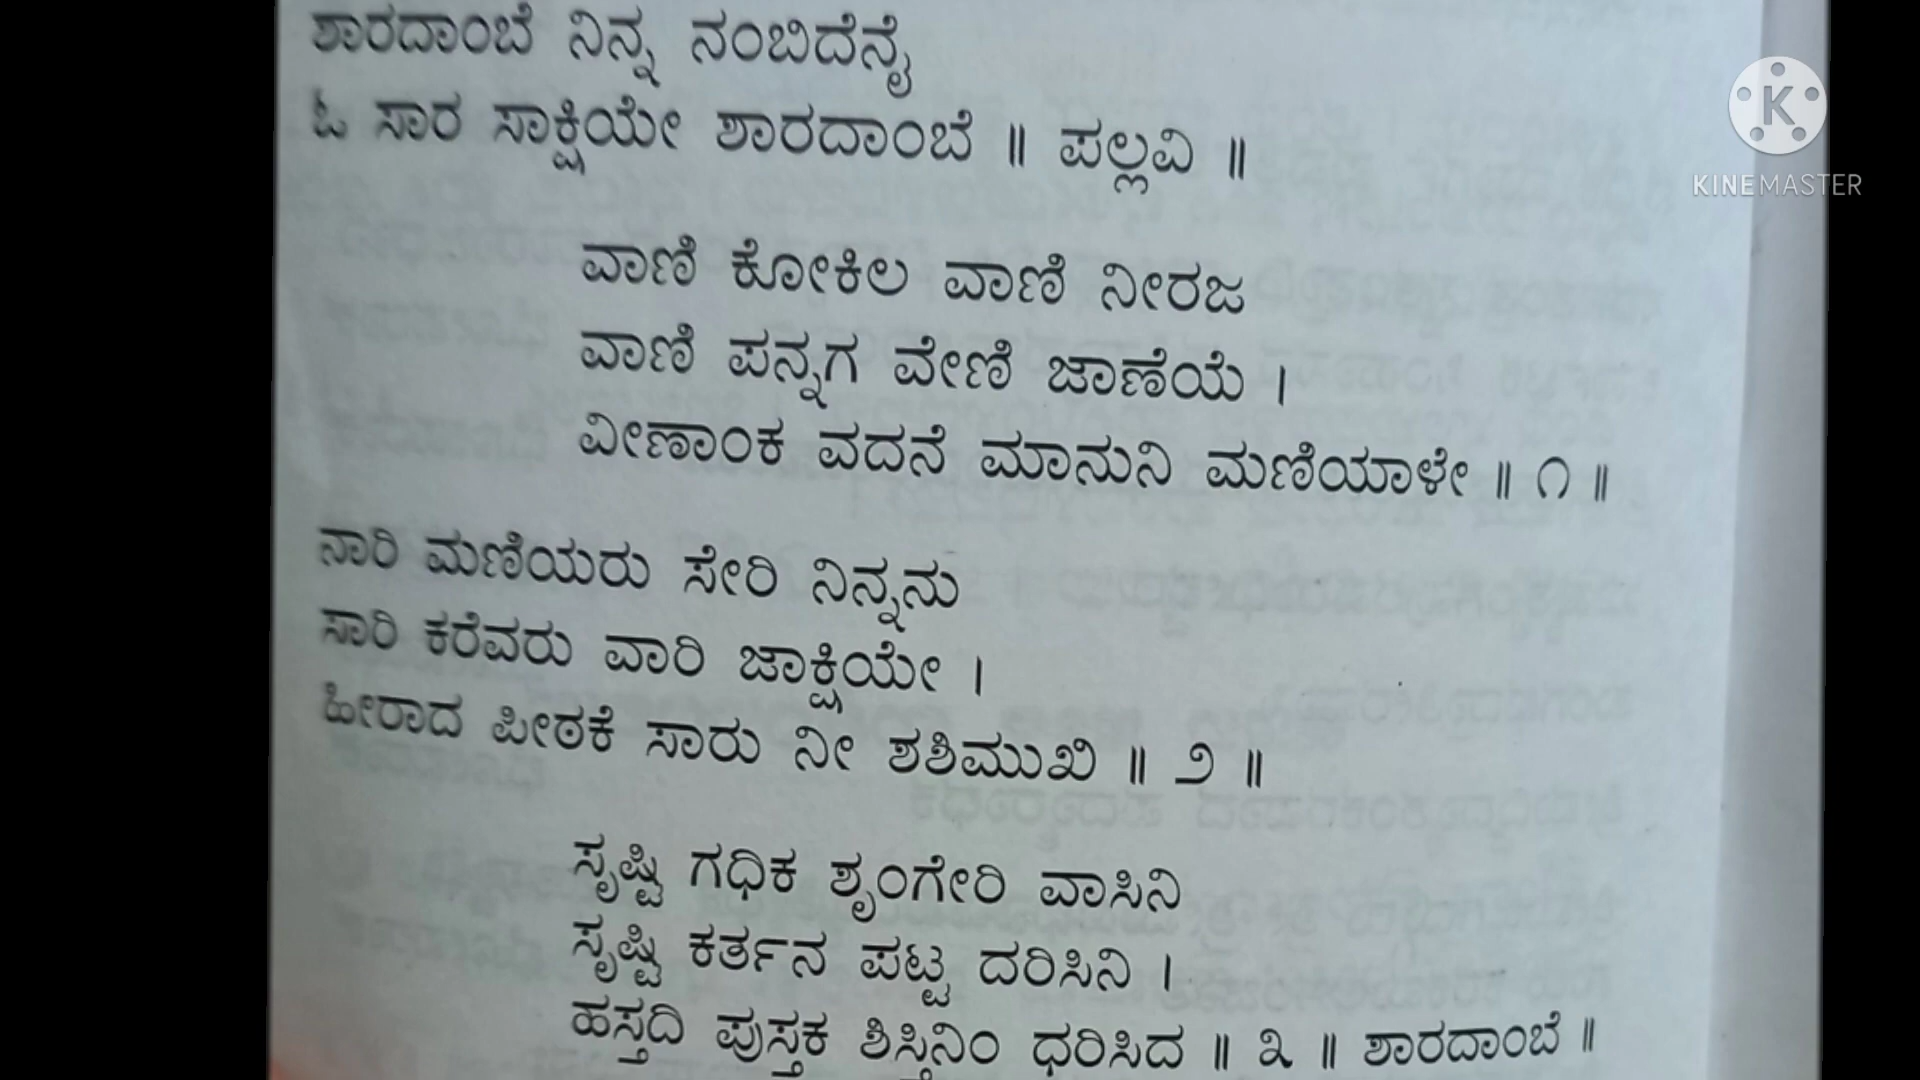 ಶಾರದಾಂಬೆ ನಿನ್ನ ನಂಬಿದೆನೈ
ಓ ಸಾರ ಸಾಕ್ಷಿಯೇ ಶಾರದಾಂಬೆ ॥ ಪಲ್ಲವಿ ॥
ವಾಣಿ ಕೋಕಿಲ ವಾಣಿ ನೀರಜ
ವಾಣಿ ಪನ್ನಗ ವೇಣಿ ಜಾಣೆಯೆ ।
ವೀಣಾಂಕ ವದನೆ ಮಾನುನಿ ಮಣಿಯಾಳೇ ॥ ೧ ॥
ನಾರಿ ಮಣಿಯರು ಸೇರಿ ನಿನ್ನನು
ಸಾರಿ ಕರೆವರು ವಾರಿ ಜಾಕ್ಷಿಯೇ ।
ಹೀರಾದ ಪೀಠಕೆ ಸಾರು ನೀ ಶಶಿಮುಖಿ ॥ ೨ ॥
ಸೃಷ್ಟಿ ಗಧಿಕ ಶೃಂಗೇರಿ ವಾಸಿನಿ
ಸೃಷ್ಟಿ ಕರ್ತನ ಪಟ್ಟ ದರಿಸಿನಿ ।
ಹಸ್ತದಿ ಪುಸ್ತಕ ಶಿಸ್ತಿನಿಂ ಧರಿಸಿದ ॥ ೩ ॥ ಶಾರದಾಂಬೆ ॥
K
KINEMASTER